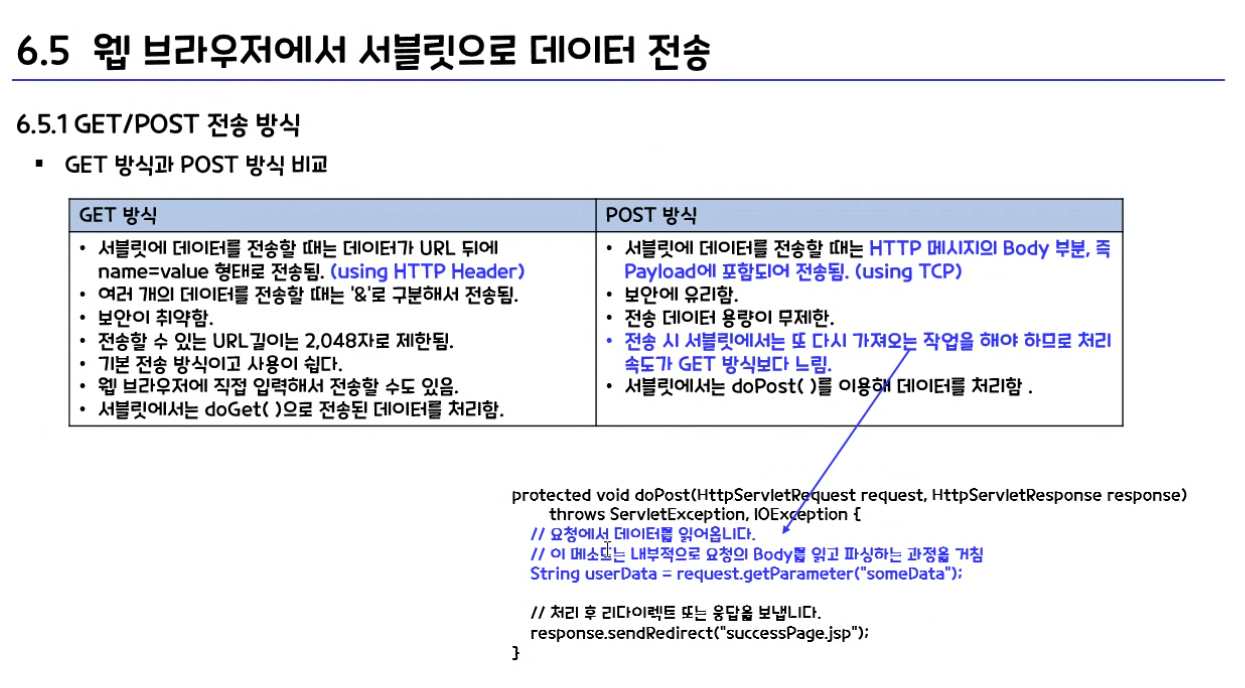 6.5 웹 브라우저에서 서블릿으로 데이터 전송
6.5.1 GET/POST 전송 방식
▪ GET 방식과 POST 방식 비교
GET 방식
• 서블릿에 데이터를 전송할 때는 데이터가 URL 뒤에
name=value 형태로 전송됨. (using HTTP Header)
• 여러 개의 데이터를 전송할 때는 '&'로 구분해서 전송됨.
• 보안이 취약함.
• 전송할 수 있는 URL길이는 2,048자로 제한됨.
• 기본 전송 방식이고 사용이 쉽다.
• 웹 브라우저에 직접 입력해서 전송할 수도 있음.
• 서블릿에서는 doGet( )으로 전송된 데이터를 처리함.
POST 방식
• 서블릿에 데이터를 전송할 때는 HTTP 메시지의 Body 부분, 즉
Payload에 포함되어 전송됨. (using TCP)
• 보안에 유리함.
• 전송 데이터 용량이 무제한.
• 전송 시 서블릿에서는 또 다시 가져오는 작업을 해야 하므로 처리
속도가 GET 방식보다 느림.
• 서블릿에서는 doPost( )를 이용해 데이터를 처리함 .
protected void doPost(HttpServletRequest request, HttpServletResponse response)
throws ServletException, IOException {
// 요청에서 데이터를 읽어옵니다.
// 이 메소드는 내부적으로 요청의 Body를 읽고 파싱하는 과정을 거침
String userData = request.getParameter("someData");
// 처리 후 리다이렉트 또는 응답을 보냅니다.
response.sendRedirect("successPage.jsp");
}